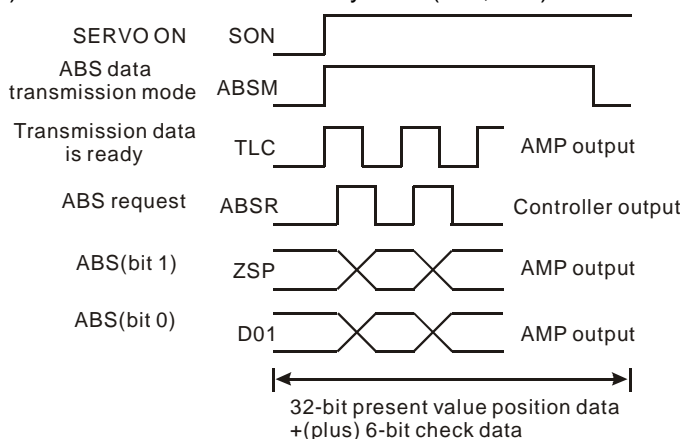 SERVO ON SON
ABS data
transmission mode ABSM
Transmission data
is ready TLC AMP output
ABS request ABSR Controller output
ABS(bit 1) ZSP AMP output
ABS(bit 0) D01 AMP output
32-bit present value position data
+(plus) 6-bit check data